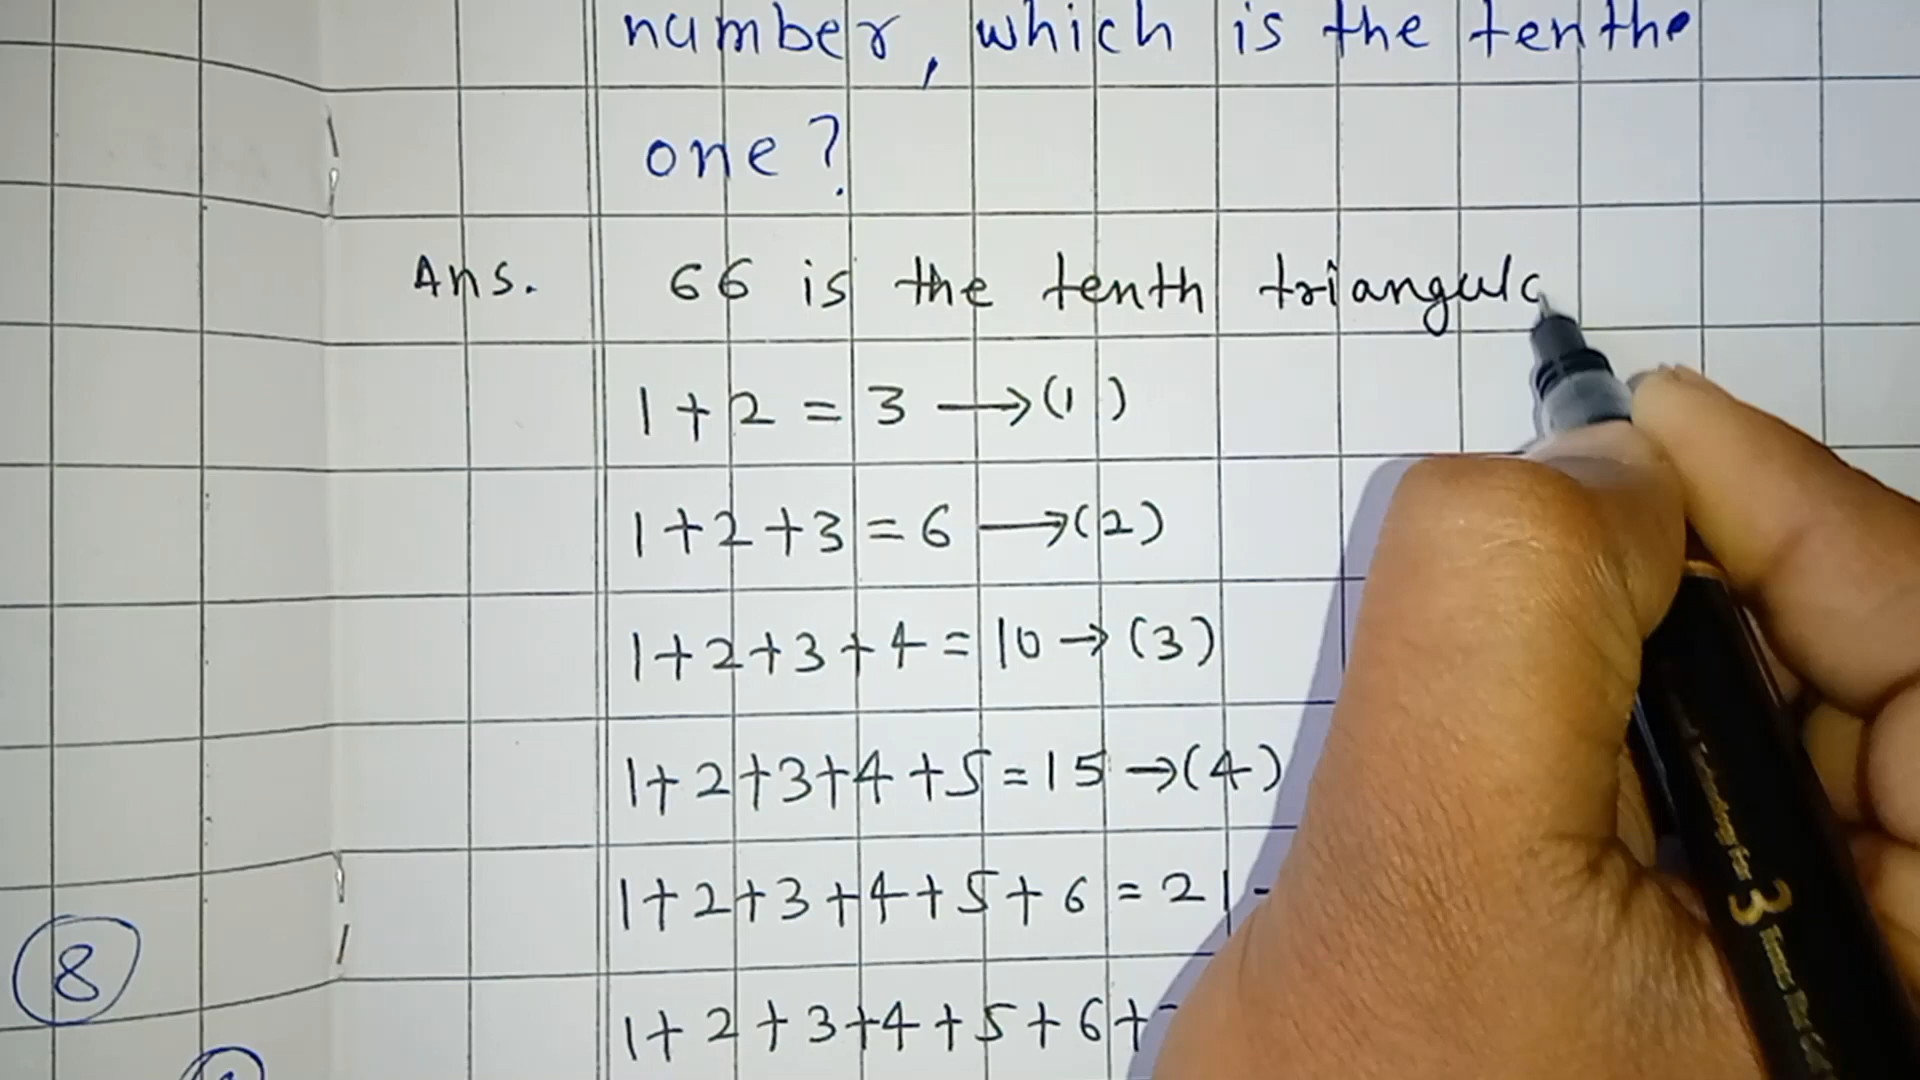 number, which is the tenth
one?
Ans. 66 is the tenth triangula
1+2=3 →(1)
1+2+3=6 →(2)
1+2+3+4=10→(3)
1+2+3+4+5=15→(4)
1+2+3+4+5+6=21-
8
1+2+3+4+5+6+